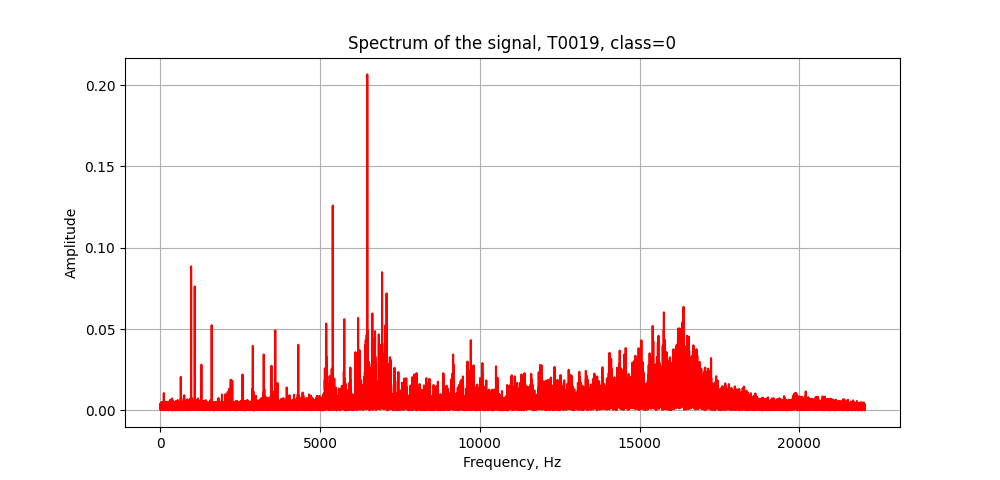 Spectrum of the signal, T0019, class=0
0.20
0.15
0.10
0.05
0.00
Amplitude
0 5000 10000 15000 20000
Frequency, Hz